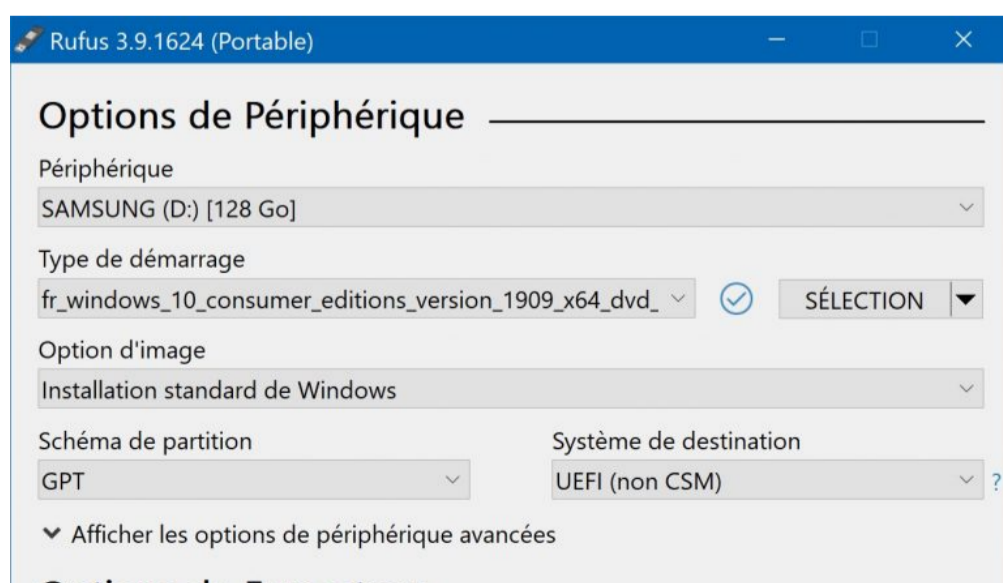 Rufus 3.9.1624 (Portable)
Options de Périphérique
Périphérique
SAMSUNG (D:) [128 Go]
Type de démarrage
fr_windows_10_consumer_editions_version_1909_x64_dvd_
SÉLECTION
Option d'image
Installation standard de Windows
Schéma de partition
Système de destination
GPT
UEFI (non CSM)
?
Afficher les options de périphérique avancées